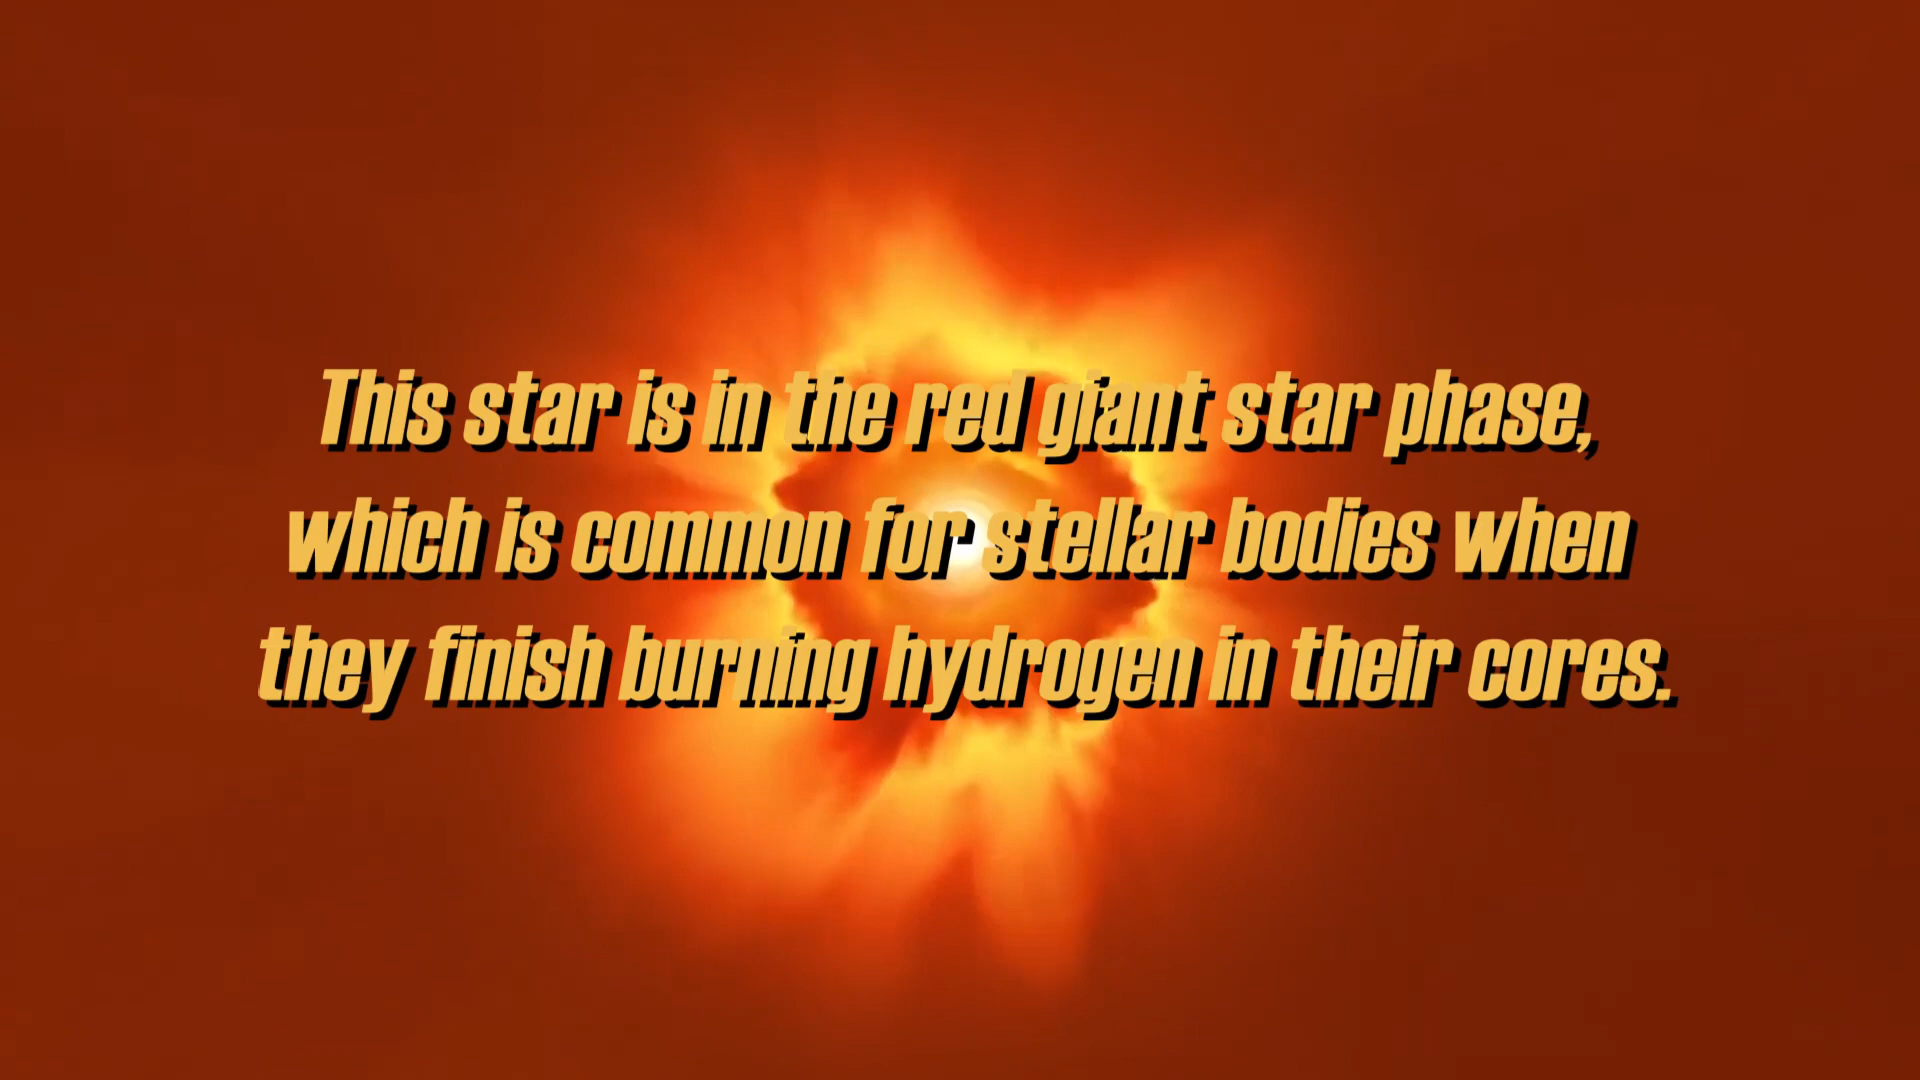 This star is in the red giant star phase,
which is common for stellar bodies when
they finish burning hydrogen in their cores.